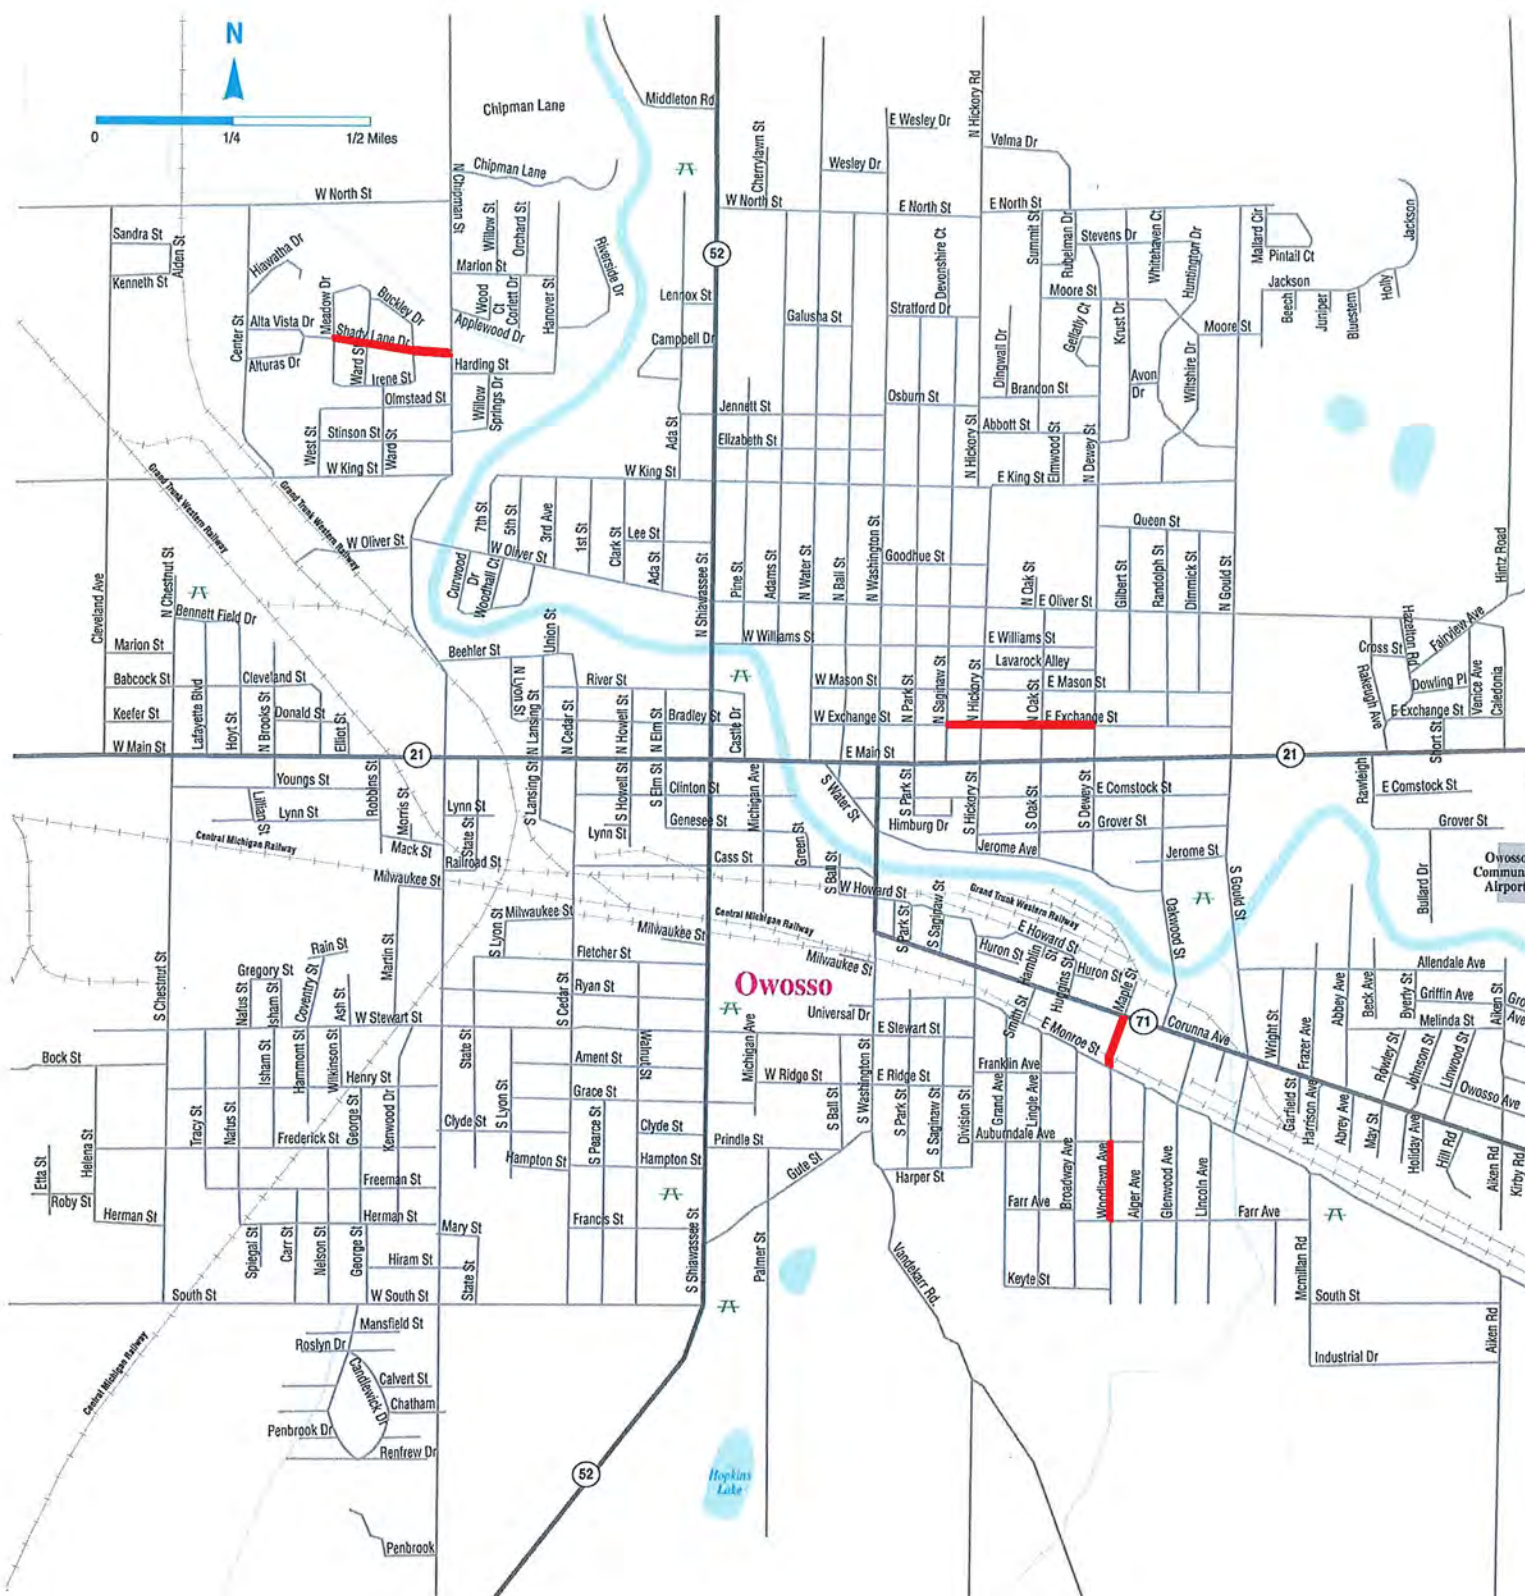 N
0 1/4 1/2 Miles
Chipman Lane
Middleton Rd
E Wesley Dr
N Hickory Rd
Velma Dr
Cherrylawn St
Wesley Dr
N Chipman St
Chipman Lane
W North St
W North St
E North St
E North St
Sandra St
Alden St
Kenneth St
Hiawatha Dr
Willow St
Orchard St
Marion St
Riverside Dr
52
Devonshire Ct
Summit St
Rubelman Dr
Stevens Dr
Whitehaven Ct
Huntington Dr
Mallard Cir
Pintail Ct
Jackson
Jackson
Holly
Beech
Juniper
Bluestem
Meadow Dr
Buckley Dr
Wood Ct
Corlett Dr
Hanover St
Applewood Dr
Lennox St
Galusha St
Stratford Dr
Moore St
Moore St
Krust Dr
Gellatly Ct
Center St
Alta Vista Dr
Shady Lane Dr
Alturas Dr
Ward St
Irene St
Harding St
Campbell Dr
Dingwall Dr
Brandon St
Avon Dr
Wiltshire Dr
Olmstead St
Willow Springs Dr
Osburn St
Jennett St
Ada St
Elizabeth St
Abbott St
Elmwood St
N Dewey St
N Hickory St
West St
Stinson St
Ward St
W King St
W King St
E King St
Grand Trunk Western Railway
Grand Trunk Western Railway
W Oliver St
7th St
5th St
3rd Ave
1st St
Clark St
Lee St
Ada St
W Oliver St
Curwood Dr
Woodhall Ct
N Shiawassee St
Pine St
Adams St
N Water St
N Ball St
N Washington St
Goodhue St
N Oak St
E Oliver St
Queen St
Gilbert St
Randolph St
Dimmick St
N Gould St
Hintz Road
Cleveland Ave
N Chestnut St
Bennett Field Dr
Marion St
Babcock St
Cleveland St
Keefer St
Donald St
W Main St
Lafayette Blvd
Hoyt St
N Brooks St
Elliot St
21
Beehler St
Union St
N Lyon St
N Lansing St
N Cedar St
River St
N Howell St
N Elm St
Bradley St
Castle Dr
W Williams St
E Williams St
Lavarock Alley
W Mason St
E Mason St
N Park St
N Saginaw St
N Hickory St
N Oak St
W Exchange St
E Exchange St
E Main St
21
Cross St
Hazelton Rd
Fairview Ave
Rakeugh Ave
Dowling Pl
Venice Ave
Caledonia
E Exchange St
Short St
Youngs St
Lillian St
Lynn St
Robbins St
Morris St
Mack St
Lynn St
State St
Railroad St
S Lansing St
S Howell St
S Elm St
Lynn St
Clinton St
Genesee St
Michigan Ave
Cass St
Green St
S Ball St
S Water St
S Park St
Himburg Dr
S Hickory St
S Oak St
S Dewey St
E Comstock St
Grover St
Jerome Ave
Jerome St
S Gould St
Rawleigh
E Comstock St
Grover St
Bullard Dr
Owosso
Commun
Airport
Central Michigan Railway
Milwaukee St
Milwaukee St
Milwaukee St
Milwaukee St
Central Michigan Railway
W Howard St
E Howard St
Grand Trunk Western Railway
S Park St
S Saginaw St
Huron St
Hamblin St
Huggins St
Huron St
Maple St
Oakwood St
S Chestnut St
Martin St
S Lyon St
Fletcher St
Ryan St
S Cedar St
Rain St
Gregory St
Natus St
Isham St
Coventry St
Ash St
W Stewart St
Owosso
Universal Dr
E Stewart St
Smith St
E Monroe St
71
Corunna Ave
Allendale Ave
Abbey Ave
Beck Ave
Byerly St
Griffin Ave
Melinda St
Aiken St
Gro
Ave
Wright St
Frazer Ave
Rowley St
Johnson St
Linwood St
Owosso Ave
Bock St
Isham St
Hammont St
Wilkinson St
Henry St
State St
Ament St
Walnut St
Grace St
Michigan Ave
W Ridge St
E Ridge St
S Ball St
S Washington St
S Park St
S Saginaw St
Division St
Franklin Ave
Grand Ave
Lingle Ave
Auburndale Ave
Garfield St
Harrison Ave
Abrey Ave
May St
Holiday Ave
Hill Rd
Aiken Rd
Kirby Rd
Etta St
Helena St
Roby St
Herman St
Tracy St
Natus St
Frederick St
George St
Kenwood Dr
Clyde St
S Lyon St
S Pearce St
Clyde St
Hampton St
Hampton St
Prindle St
Gute St
Harper St
Freeman St
Herman St
Mary St
Francis St
Farr Ave
Broadway Ave
Woodlawn Ave
Alger Ave
Glenwood Ave
Lincoln Ave
Farr Ave
Spiegal St
Carr St
Nelson St
George St
Hiram St
State St
S Shiawassee St
Palmer St
Vandekarr Rd.
Keyte St
Mcmillan Rd
South St
W South St
South St
Mansfield St
Roslyn Dr
Candlewick Dr
Calvert St
Chatham
Penbrook Dr
Renfrew Dr
Central Michigan Railway
Industrial Dr
Aiken Rd
52
Hopkins
Lake
Penbrook